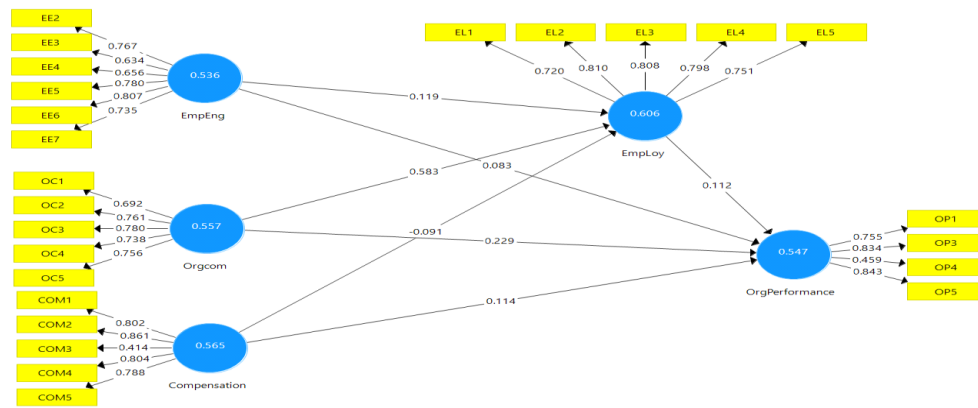 EE2
EE3
EE4
EE5
EE6
EE7
0.767
0.634
0.656
0.780
0.807
0.735
0.536
EmpEng
OC1
OC2
OC3
OC4
OC5
0.692
0.761
0.780
0.738
0.756
0.557
Orgcom
COM1
COM2
COM3
COM4
COM5
0.802
0.861
0.414
0.804
0.788
0.565
Compensation
EL1
EL2
EL3
EL4
EL5
0.720
0.810
0.808
0.798
0.751
0.606
EmpLoy
0.119
0.083
0.583
-0.091
0.229
0.114
0.112
0.547
OrgPerformance
0.755
0.834
0.459
0.843
OP1
OP3
OP4
OP5